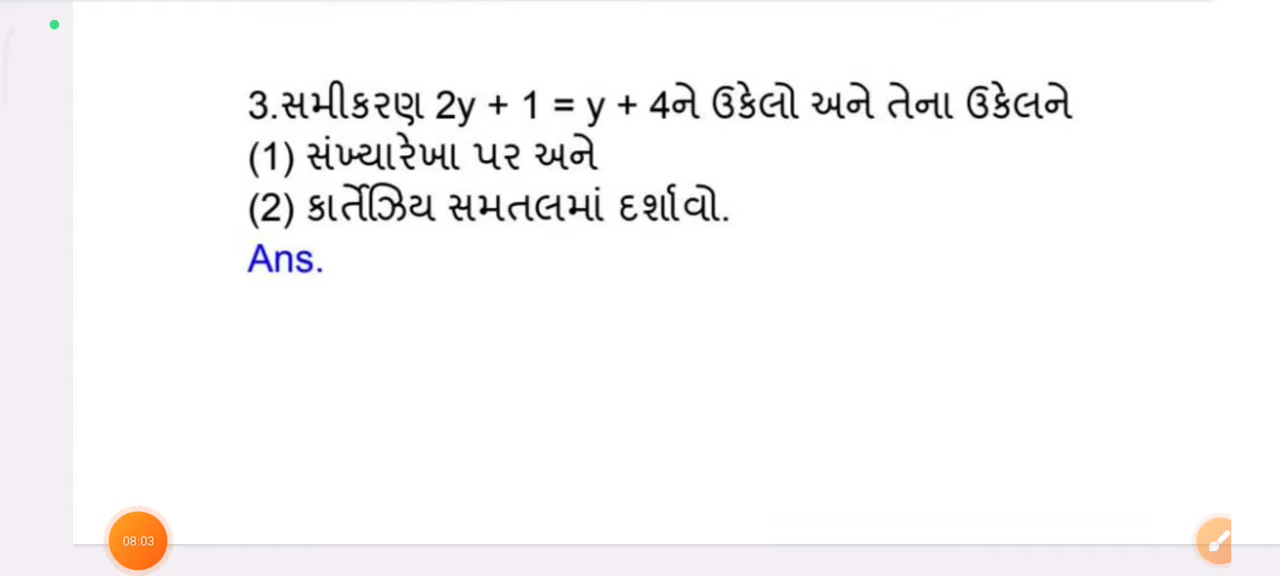 3.સમીકરણ 2y + 1 = y + 4ને ઉકેલો અને તેના ઉકેલને
(1) સંખ્યારેખા પર અને
(2) કાર્તેઝિય સમતલમાં દર્શાવો.
Ans.
08:03